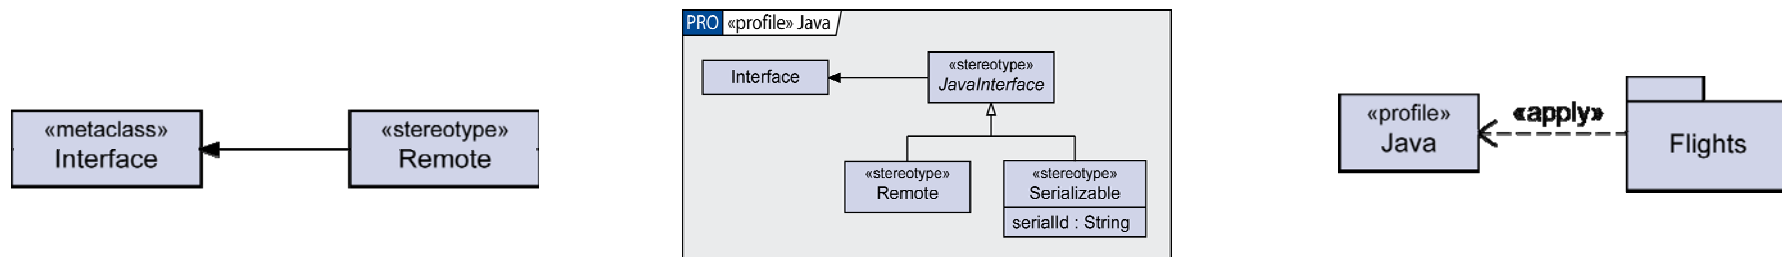 «metaclass»
Interface
«stereotype»
Remote
PRO «profile» Java
Interface
«stereotype»
JavaInterface
«stereotype»
Remote
«stereotype»
Serializable
serialId : String
«profile»
Java
«apply»
Flights